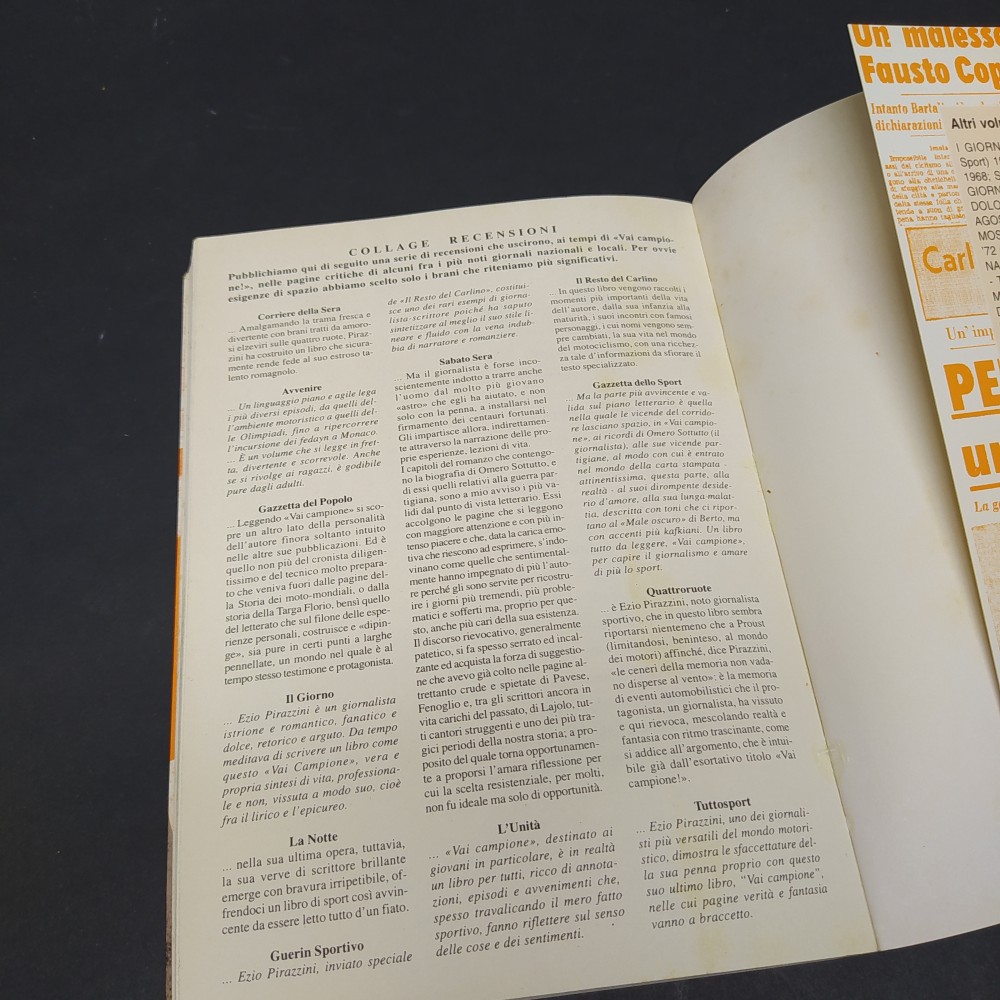 COLLAGE RECENSIONI
Pubblichiamo qui di seguito una serie di recensioni che uscirono, ai tempi di «Vai campio-
ne!», nelle pagine critiche di alcuni fra i più noti giornali nazionali e locali. Per ovvie
esigenze di spazio abbiamo scelto solo i brani che riteniamo più significativi.
Corriere della Sera
... Amalgamando la trama fresca e
divertente con brani tratti da amoro-
si elzeviri sulle quattro ruote, Piraz-
zini ha costruito un libro che sicura-
mente rende fede al suo estroso ta-
lento romagnolo.
Avvenire
... Un linguaggio piano e agile lega
i più diversi episodi, da quelli del-
l'ambiente motoristico a quelli del-
le Olimpiadi, fino a ripercorrere
l'incursione dei fedayn a Monaco.
... È un volume che si legge in fret-
ta, divertente e scorrevole. Anche
se si rivolge ai ragazzi, è godibile
pure dagli adulti.
Gazzetta del Popolo
... Leggendo «Vai campione» si sco-
pre un altro lato della personalità
dell'autore finora soltanto intuito
nelle altre sue pubblicazioni. Ed è
quello non più del cronista diligen-
tissimo e del tecnico molto prepara-
to che veniva fuori dalle pagine del-
la Storia dei moto-mondiali, o dalla
storia della Targa Florio, bensì quello
del letterato che sul filone delle espe-
rienze personali, costruisce e «dipin-
ge», sia pure in certi punti a larghe
pennellate, un mondo nel quale è al
tempo stesso testimone e protagonista.
Il Giorno
... Ezio Pirazzini è un giornalista
istrione e romantico, fanatico e
dolce, retorico e arguto. Da tempo
meditava di scrivere un libro come
questo «Vai Campione», vera e
propria sintesi di vita, professiona-
le e non, vissuta a modo suo, cioè
fra il lirico e l'epicureo.
La Notte
... nella sua ultima opera, tuttavia,
la sua verve di scrittore brillante
emerge con bravura irripetibile, of-
frendoci un libro di sport così avvin-
cente da essere letto tutto d'un fiato.
Guerin Sportivo
... Ezio Pirazzini, inviato speciale
de «Il Resto del Carlino», costitui-
sce uno dei rari esempi di giorna-
lista-scrittore poiché ha saputo
sintetizzare al meglio il suo stile li-
neare e fluido con la vena indub-
bia di narratore e romanziere.
Sabato Sera
... Ma il giornalista è forse inco-
scientemente indotto a trarre anche
l'uomo dal molto più giovano
«astro» che egli ha aiutato, e non
solo con la penna, a installarsi nel
firmamento dei centauri fortunati.
Gli impartisce allora, indirettamen-
te attraverso la narrazione delle pro-
prie esperienze, lezioni di vita.
I capitoli del romanzo che contengo-
no la biografia di Omero Sottutto, e
di essi quelli relativi alla guerra par-
tigiana, sono a mio avviso i più va-
lidi dal punto di vista letterario. Essi
accolgono le pagine che si leggono
con maggiore attenzione e con più in-
tenso piacere e che, data la carica emo-
tiva che riescono ad esprimere, s'indo-
vinano come quelle che sentimental-
mente hanno impegnato di più l'auto-
re perché gli sono servite per ricostru-
ire i giorni più tremendi, più proble-
matici e sofferti ma, proprio per que-
sto, anche più cari della sua esistenza.
Il discorso rievocativo, generalmente
patetico, si fa spesso serrato ed incal-
zante ed acquista la forza di suggestio-
ne che avevo già colto nelle pagine al-
trettanto crude e spietate di Pavese,
Fenoglio e, tra gli scrittori ancora in
vita carichi del passato, di Lajolo, tut-
ti cantori struggenti e uno dei più tra-
gici periodi della nostra storia; a pro-
posito del quale torna opportunamen-
te a proporsi l'amara riflessione per
cui la scelta resistenziale, per molti,
non fu ideale ma solo di opportunità.
L'Unità
... «Vai campione», destinato ai
giovani in particolare, è in realtà
un libro per tutti, ricco di annota-
zioni, episodi e avvenimenti che,
spesso travalicando il mero fatto
sportivo, fanno riflettere sul senso
delle cose e dei sentimenti.
Il Resto del Carlino
... In questo libro vengono raccolti i
momenti più importanti della vita
dell'autore, dalla sua infanzia alla
maturità, i suoi incontri con famosi
personaggi, i cui nomi vengono sem-
pre cambiati, la sua vita nel mondo
del motociclismo, con una ricchez-
za tale d'informazioni da sfiorare il
testo specializzato.
Gazzetta dello Sport
... Ma la parte più avvincente e va-
lida sul piano letterario è quella
nella quale le vicende del corrido-
re lasciano spazio, in «Vai campio-
ne», ai ricordi di Omero Sottutto (il
giornalista), alle sue vicende par-
tigiane, al modo con cui è entrato
nel mondo della carta stampata -
attinentissima, questa parte, alla
realtà - al suoi dirompente deside-
rio d'amore, alla sua lunga malat-
tia, descritta con toni che ci ripor-
tano al «Male oscuro» di Berto, ma
con accenti più kafkiani. Un libro
tutto da leggere, «Vai campione»,
per capire il giornalismo e amare
di più lo sport.
Quattroruote
... è Ezio Pirazzini, noto giornalista
sportivo, che in questo libro sembra
riportarsi nientemeno che a Proust
(limitandosi, beninteso, al mondo
dei motori) affinché, dice Pirazzini,
«le ceneri della memoria non vada-
no disperse al vento»: è la memoria
di eventi automobilistici che il pro-
tagonista, un giornalista, ha vissuto
e qui rievoca, mescolando realtà e
fantasia con ritmo trascinante, come
si addice all'argomento, che è intui-
bile già dall'esortativo titolo «Vai
campione!».
Tuttosport
... Ezio Pirazzini, uno dei giornali-
sti più versatili del mondo motori-
stico, dimostra le sfaccettature del-
la sua penna proprio con questo
suo ultimo libro, "Vai campione",
nelle cui pagine verità e fantasia
vanno a braccetto.
Un malesse
Fausto Cop
Intanto Barta
dichiarazioni
Altri volu
I GIORN
Sport) 1
1968; S
GIORN
DOLO
AGO
MOS
'72
NA
- 7
M
Carl
Un' imp
PE
un
La g